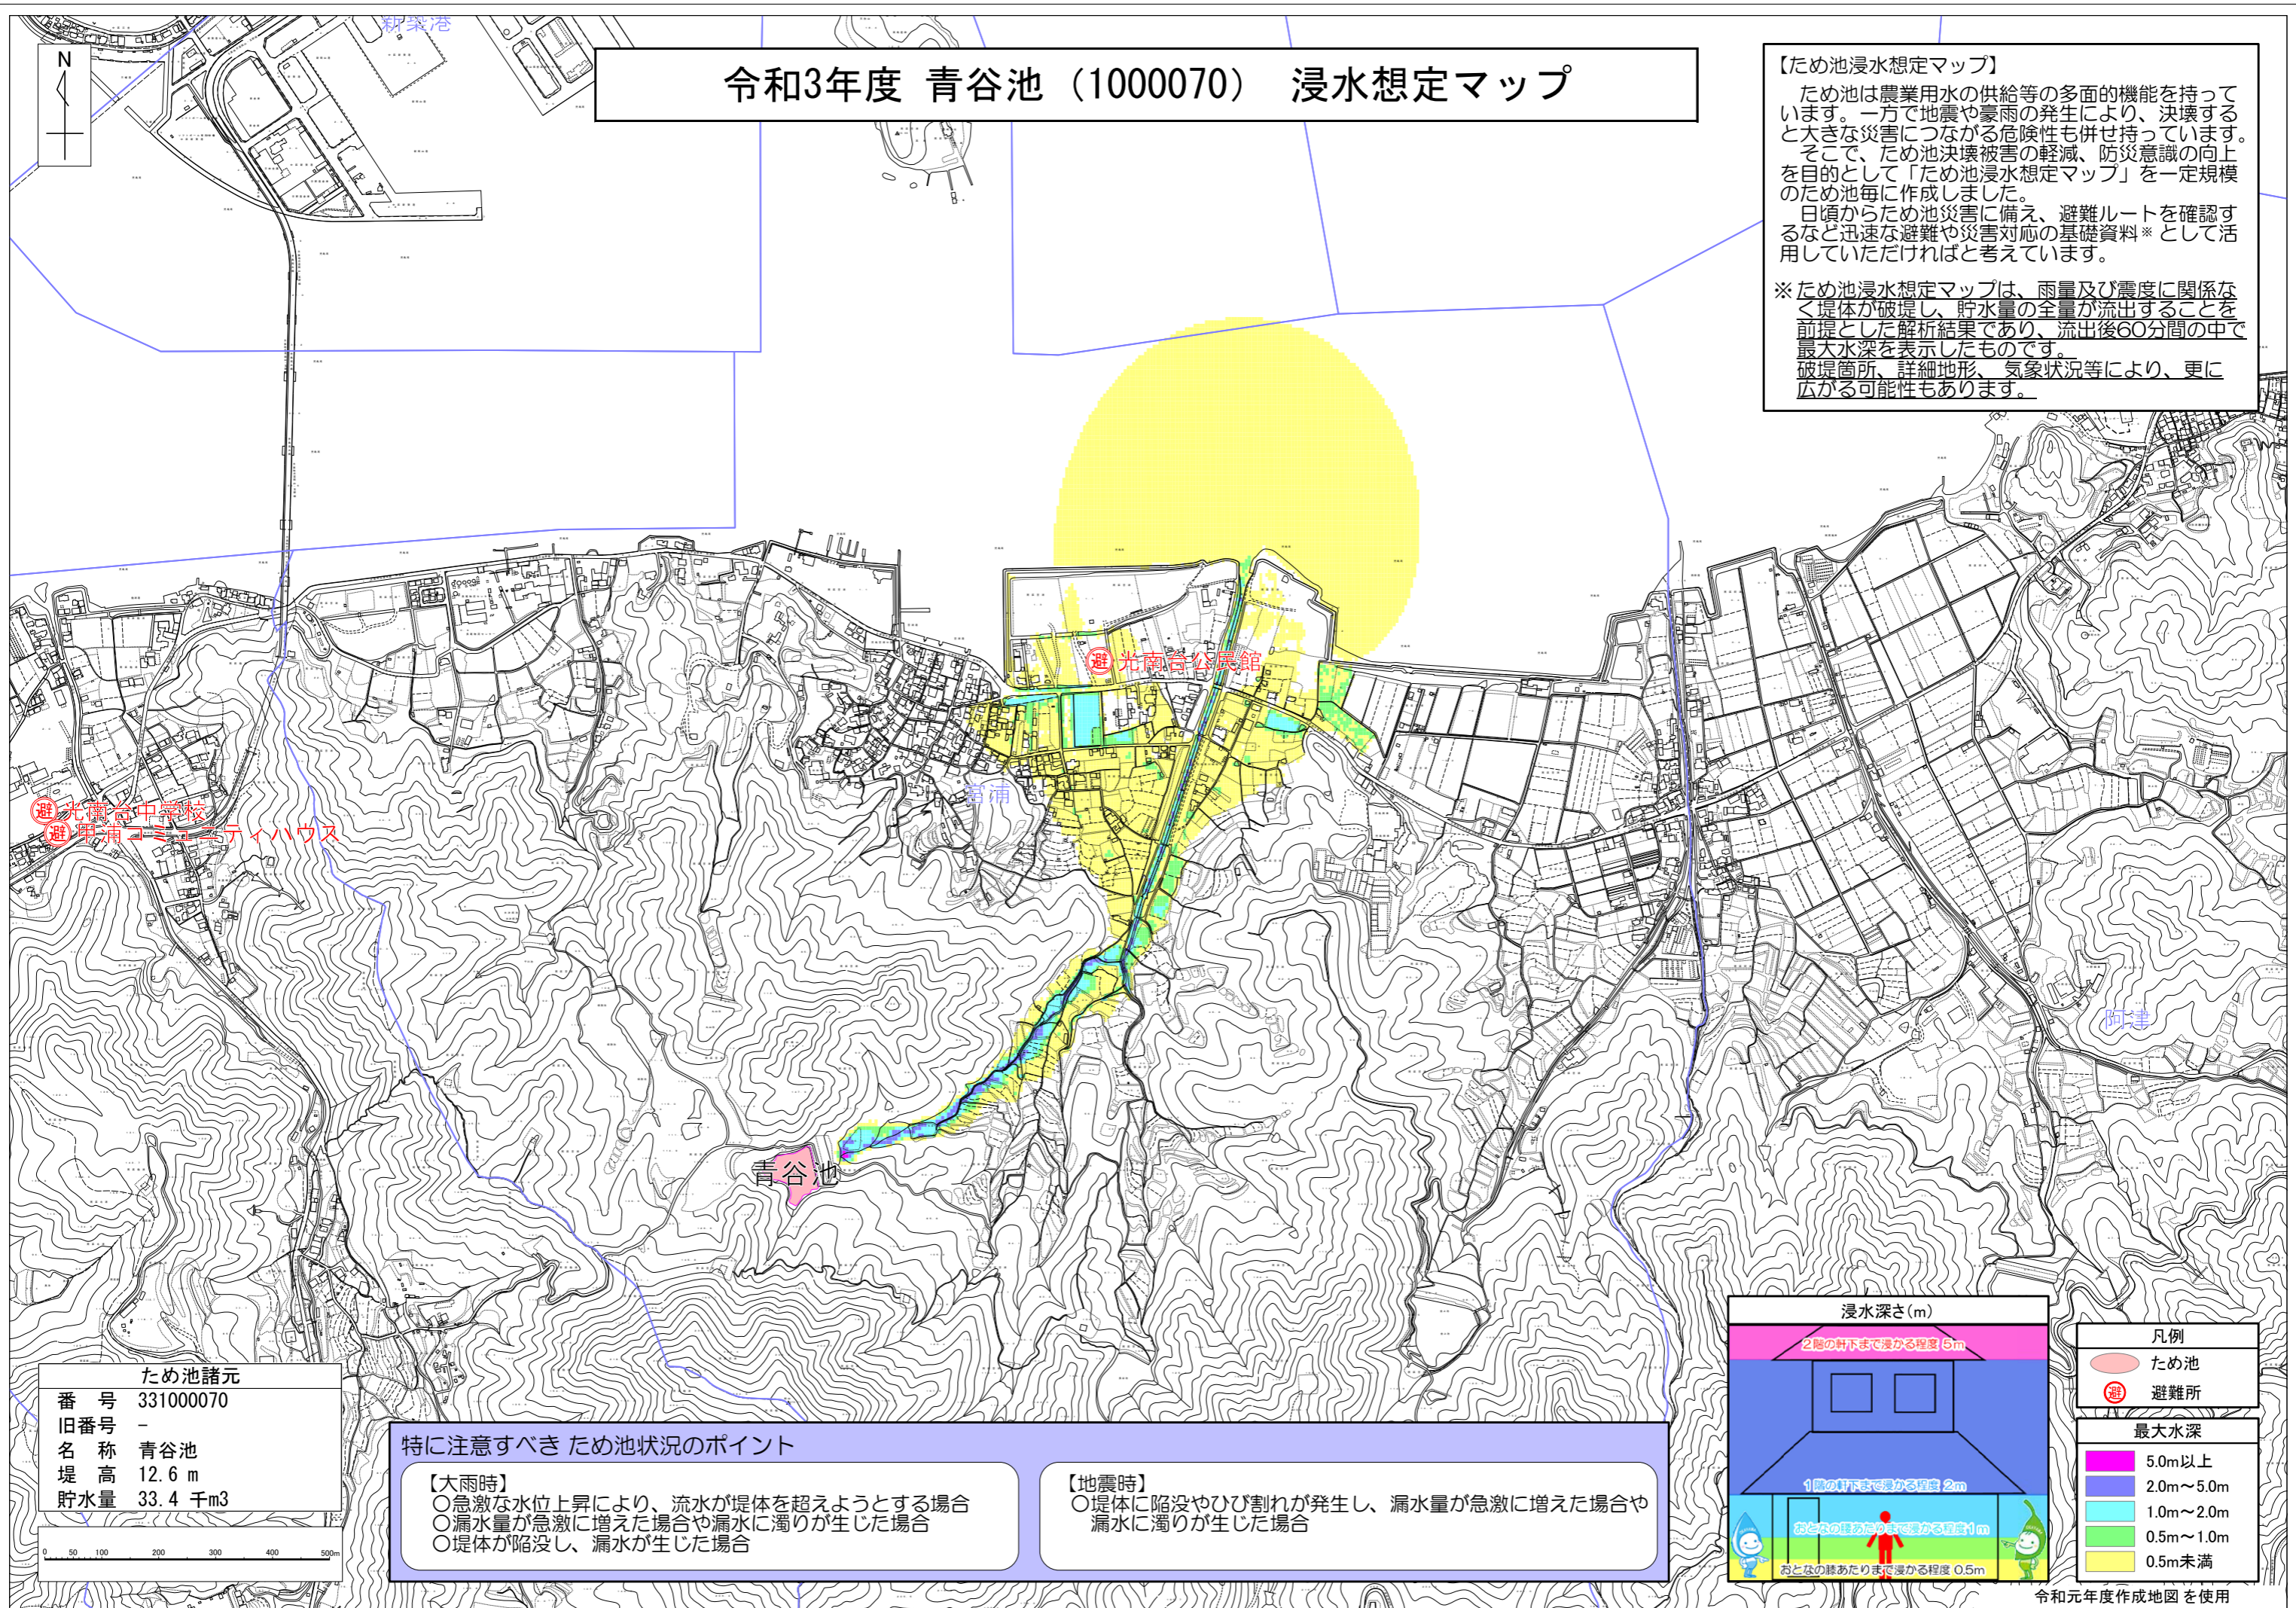 新築港
N
令和3年度 青谷池（1000070） 浸水想定マップ
【ため池浸水想定マップ】
ため池は農業用水の供給等の多面的機能を持って
います。一方で地震や豪雨の発生により、決壊する
と大きな災害につながる危険性も併せ持っています。
そこで、ため池決壊被害の軽減、防災意識の向上
を目的として「ため池浸水想定マップ」を一定規模
のため池毎に作成しました。
日頃からため池災害に備え、避難ルートを確認す
るなど迅速な避難や災害対応の基礎資料※として活
用していただければと考えています。
※ため池浸水想定マップは、雨量及び震度に関係な
く堤体が破堤し、貯水量の全量が流出することを
前提とした解析結果であり、流出後60分間の中で
最大水深を表示したものです。
破堤箇所、詳細地形、気象状況等により、更に
広がる可能性もあります。
避 光南台公民館
宮浦
避 光南台中学校
避 甲浦コミュニティハウス
阿津
青谷池
ため池諸元
番　号 331000070
旧番号 -
名　称 青谷池
堤　高 12.6 m
貯水量 33.4 千m3
0 50 100 200 300 400 500m
特に注意すべき ため池状況のポイント
【大雨時】
○急激な水位上昇により、流水が堤体を超えようとする場合
○漏水量が急激に増えた場合や漏水に濁りが生じた場合
○堤体が陥没し、漏水が生じた場合
【地震時】
○堤体に陥没やひび割れが発生し、漏水量が急激に増えた場合や
漏水に濁りが生じた場合
浸水深さ(m)
2階の軒下まで浸かる程度 5m
1階の軒下まで浸かる程度 2m
おとなの腰あたりまで浸かる程度1m
おとなの膝あたりまで浸かる程度 0.5m
凡例
ため池
避 避難所
最大水深
5.0m以上
2.0m～5.0m
1.0m～2.0m
0.5m～1.0m
0.5m未満
令和元年度作成地図を使用